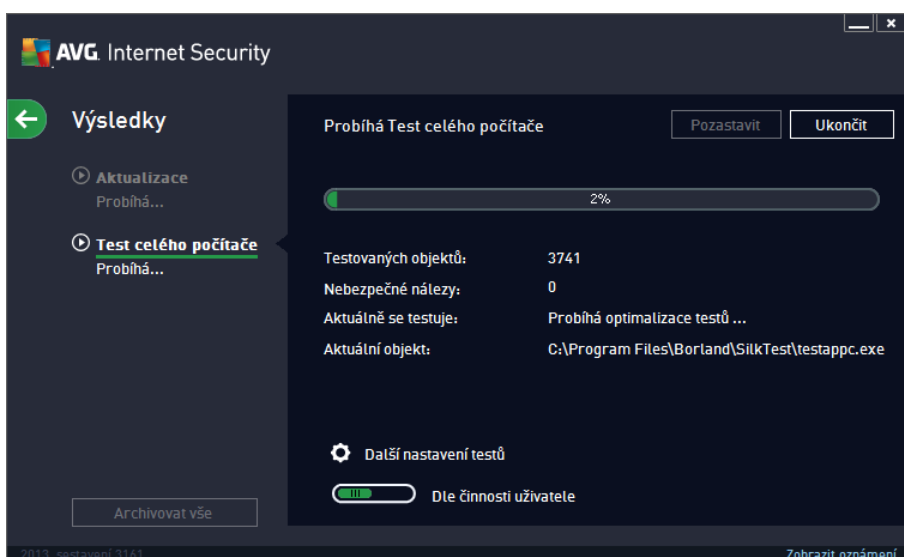 AVG. Internet Security
Výsledky
Aktualizace
Probíhá...
Test celého počítače
Probíhá...
Archivovat vše
Probíhá Test celého počítače
Pozastavit
Ukončit
2%
Testovaných objektů: 3741
Nebezpečné nálezy: 0
Aktuálně se testuje: Probíhá optimalizace testů ...
Aktuální objekt: C:\Program Files\Borland\SilkTest\testappc.exe
Další nastavení testů
Dle činnosti uživatele
2013, sestavení 3161
Zobrazit oznámení